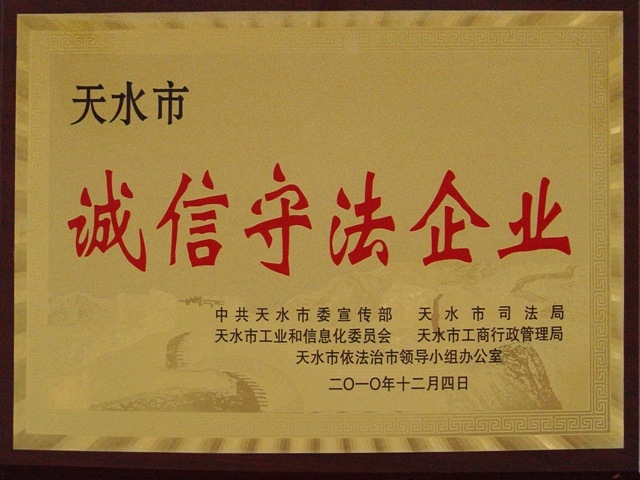 天水市
诚信守法企业
中共天水市委宣传部 天水市司法局
天水市工业和信息化委员会 天水市工商行政管理局
天水市依法治市领导小组办公室
二〇一〇年十二月四日